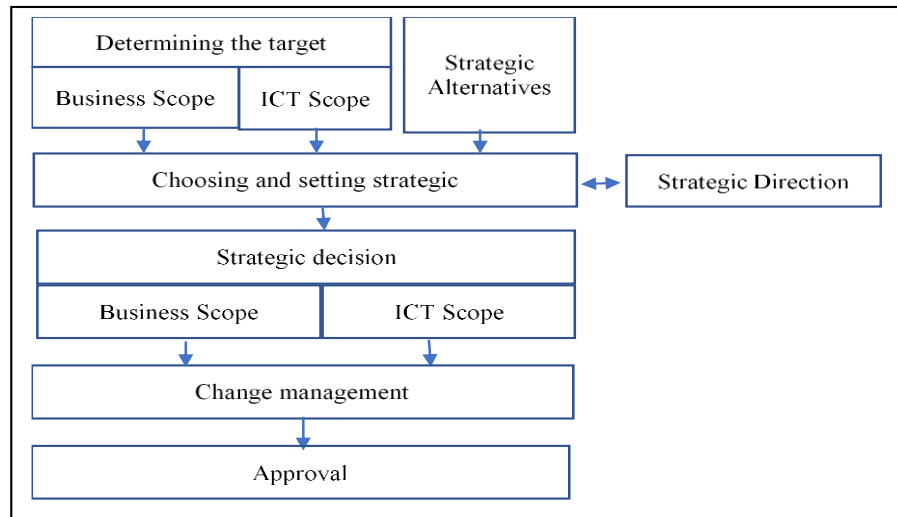 Determining the target
Business Scope
ICT Scope
Strategic
Alternatives
Choosing and setting strategic
Strategic Direction
Strategic decision
Business Scope
ICT Scope
Change management
Approval